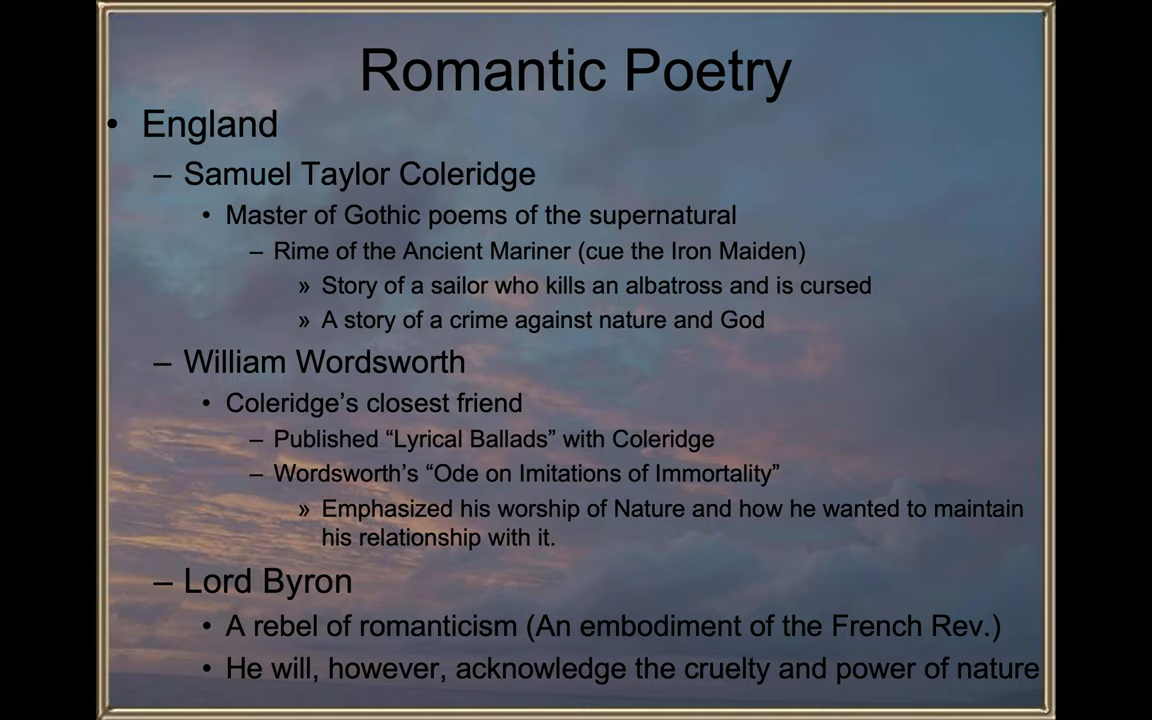 Romantic Poetry
• England
– Samuel Taylor Coleridge
• Master of Gothic poems of the supernatural
– Rime of the Ancient Mariner (cue the Iron Maiden)
» Story of a sailor who kills an albatross and is cursed
» A story of a crime against nature and God
– William Wordsworth
• Coleridge’s closest friend
– Published “Lyrical Ballads” with Coleridge
– Wordsworth’s “Ode on Imitations of Immortality”
» Emphasized his worship of Nature and how he wanted to maintain
his relationship with it.
– Lord Byron
• A rebel of romanticism (An embodiment of the French Rev.)
• He will, however, acknowledge the cruelty and power of nature